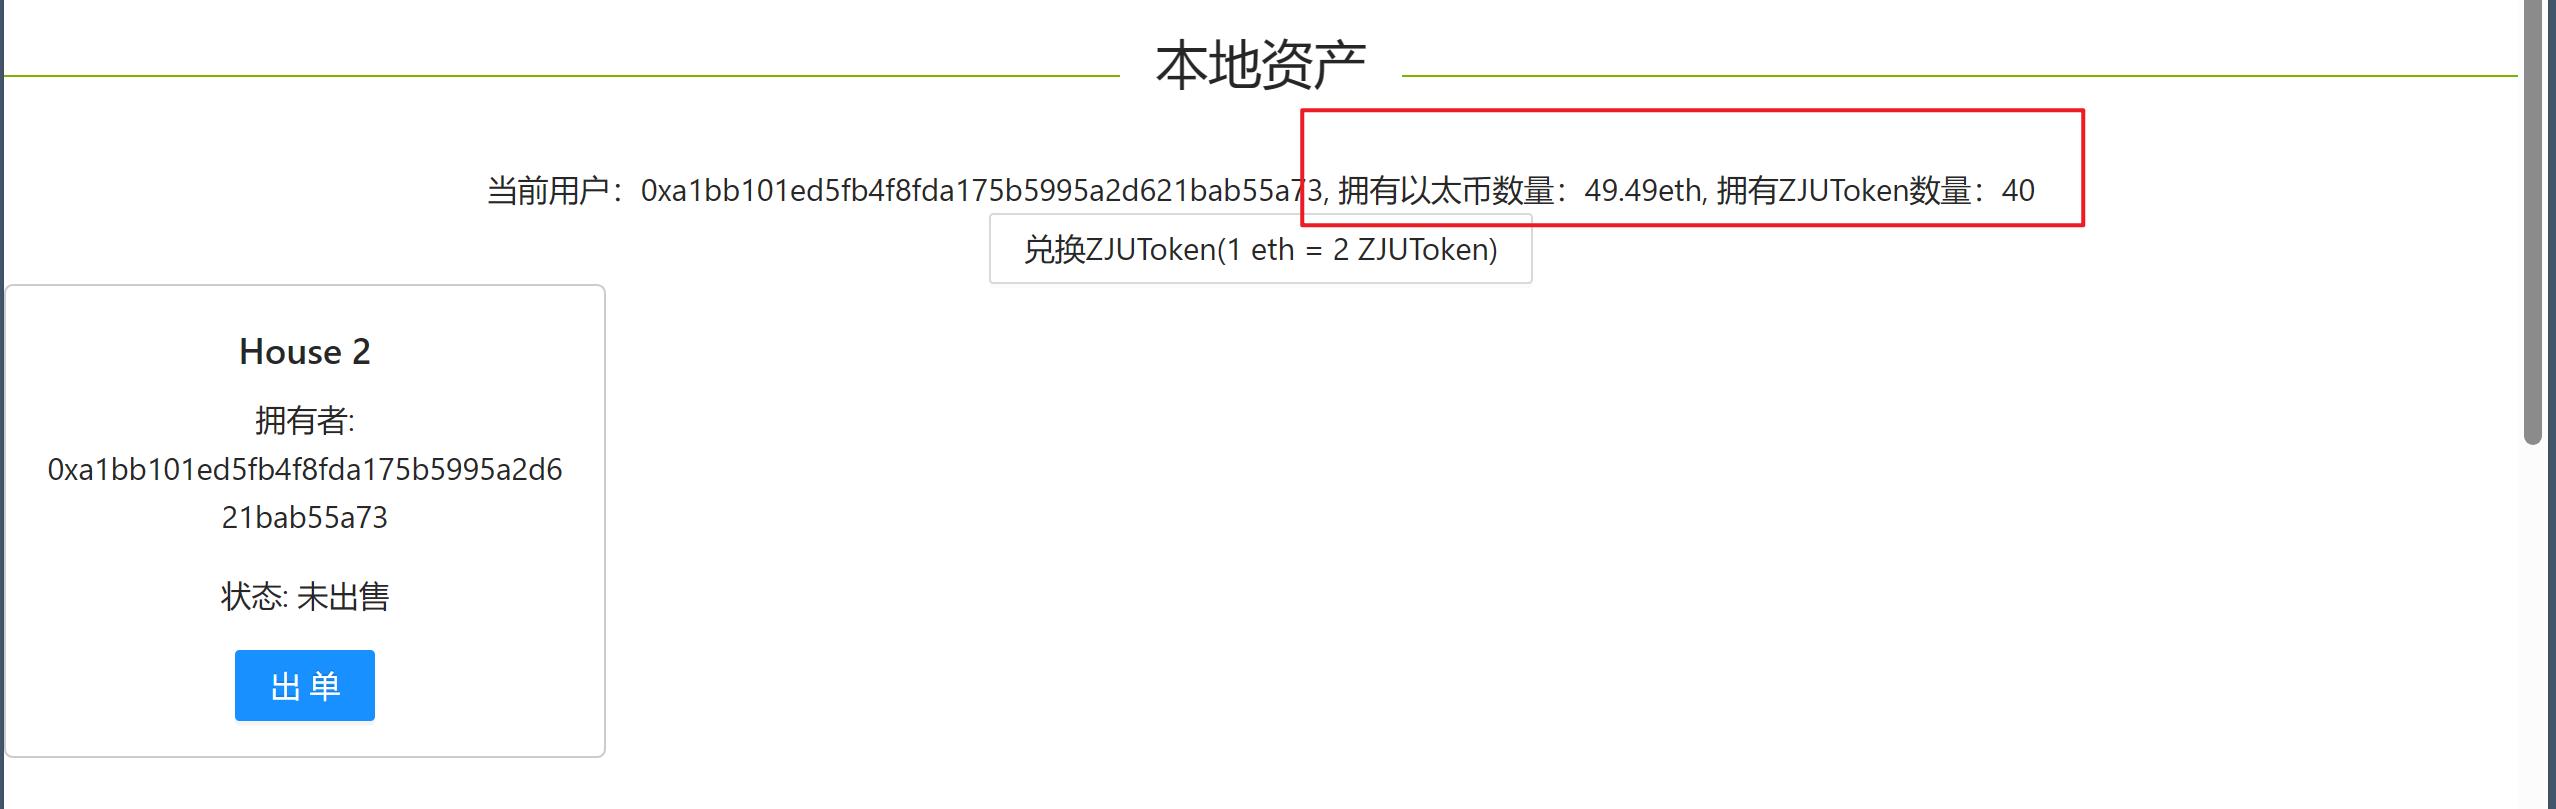 本地资产
当前用户：0xa1bb101ed5fb4f8fda175b5995a2d621bab55a73, 拥有以太币数量：49.49eth, 拥有ZJUToken数量：40
兑换ZJUToken(1 eth = 2 ZJUToken)
House 2
拥有者:
0xa1bb101ed5fb4f8fda175b5995a2d6
21bab55a73
状态: 未出售
出 单